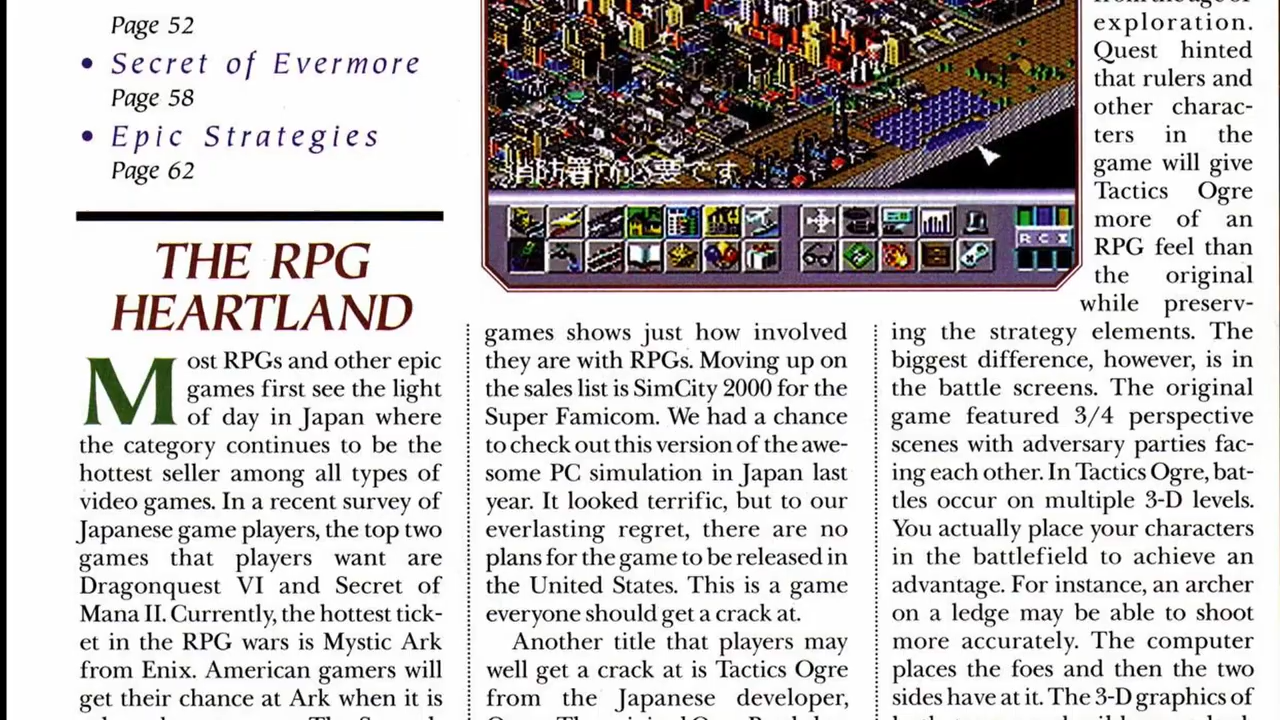 Page 52
• Secret of Evermore
Page 58
• Epic Strategies
Page 62
THE RPG
HEARTLAND
Most RPGs and other epic
games first see the light
of day in Japan where
the category continues to be the
hottest seller among all types of
video games. In a recent survey of
Japanese game players, the top two
games that players want are
Dragonquest VI and Secret of
Mana II. Currently, the hottest tick-
et in the RPG wars is Mystic Ark
from Enix. American gamers will
get their chance at Ark when it is
消防署が必要です
R C I
games shows just how involved
they are with RPGs. Moving up on
the sales list is SimCity 2000 for the
Super Famicom. We had a chance
to check out this version of the awe-
some PC simulation in Japan last
year. It looked terrific, but to our
everlasting regret, there are no
plans for the game to be released in
the United States. This is a game
everyone should get a crack at.
Another title that players may
well get a crack at is Tactics Ogre
from the Japanese developer,
exploration.
Quest hinted
that rulers and
other charac-
ters in the
game will give
Tactics Ogre
more of an
RPG feel than
the original
while preserv-
ing the strategy elements. The
biggest difference, however, is in
the battle screens. The original
game featured 3/4 perspective
scenes with adversary parties fac-
ing each other. In Tactics Ogre, bat-
tles occur on multiple 3-D levels.
You actually place your characters
in the battlefield to achieve an
advantage. For instance, an archer
on a ledge may be able to shoot
more accurately. The computer
places the foes and then the two
sides have at it. The 3-D graphics of